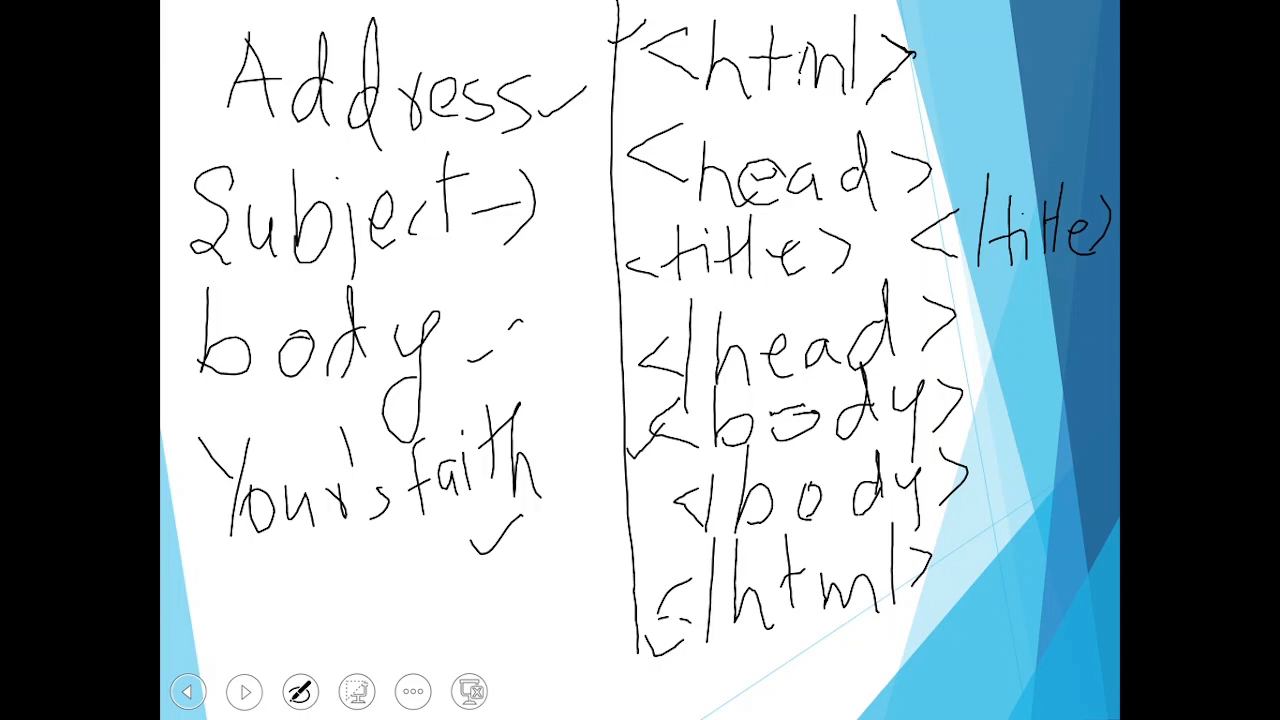 Address
Subject →
body -
Your's faith
<html>
<head>
<title> </title>
</head>
<body>
</body>
</html>